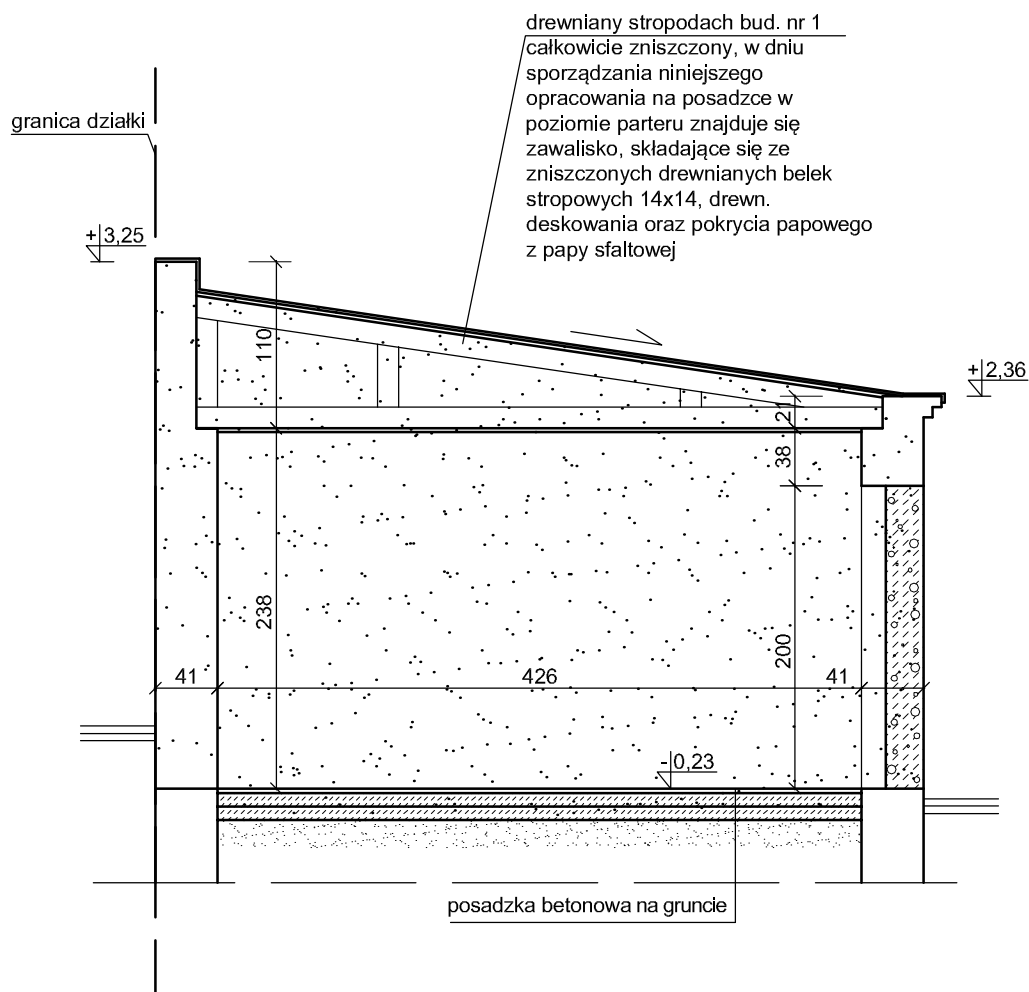 drewniany stropodach bud. nr 1
całkowicie zniszczony, w dniu
sporządzania niniejszego
opracowania na posadzce w
poziomie parteru znajduje się
zawalisko, składające się ze
zniszczonych drewnianych belek
stropowych 14x14, drewn.
deskowania oraz pokrycia papowego
z papy sfaltowej
granica działki
+3,25
110
+2,36
21
38
238
200
41
426
41
-0,23
posadzka betonowa na gruncie